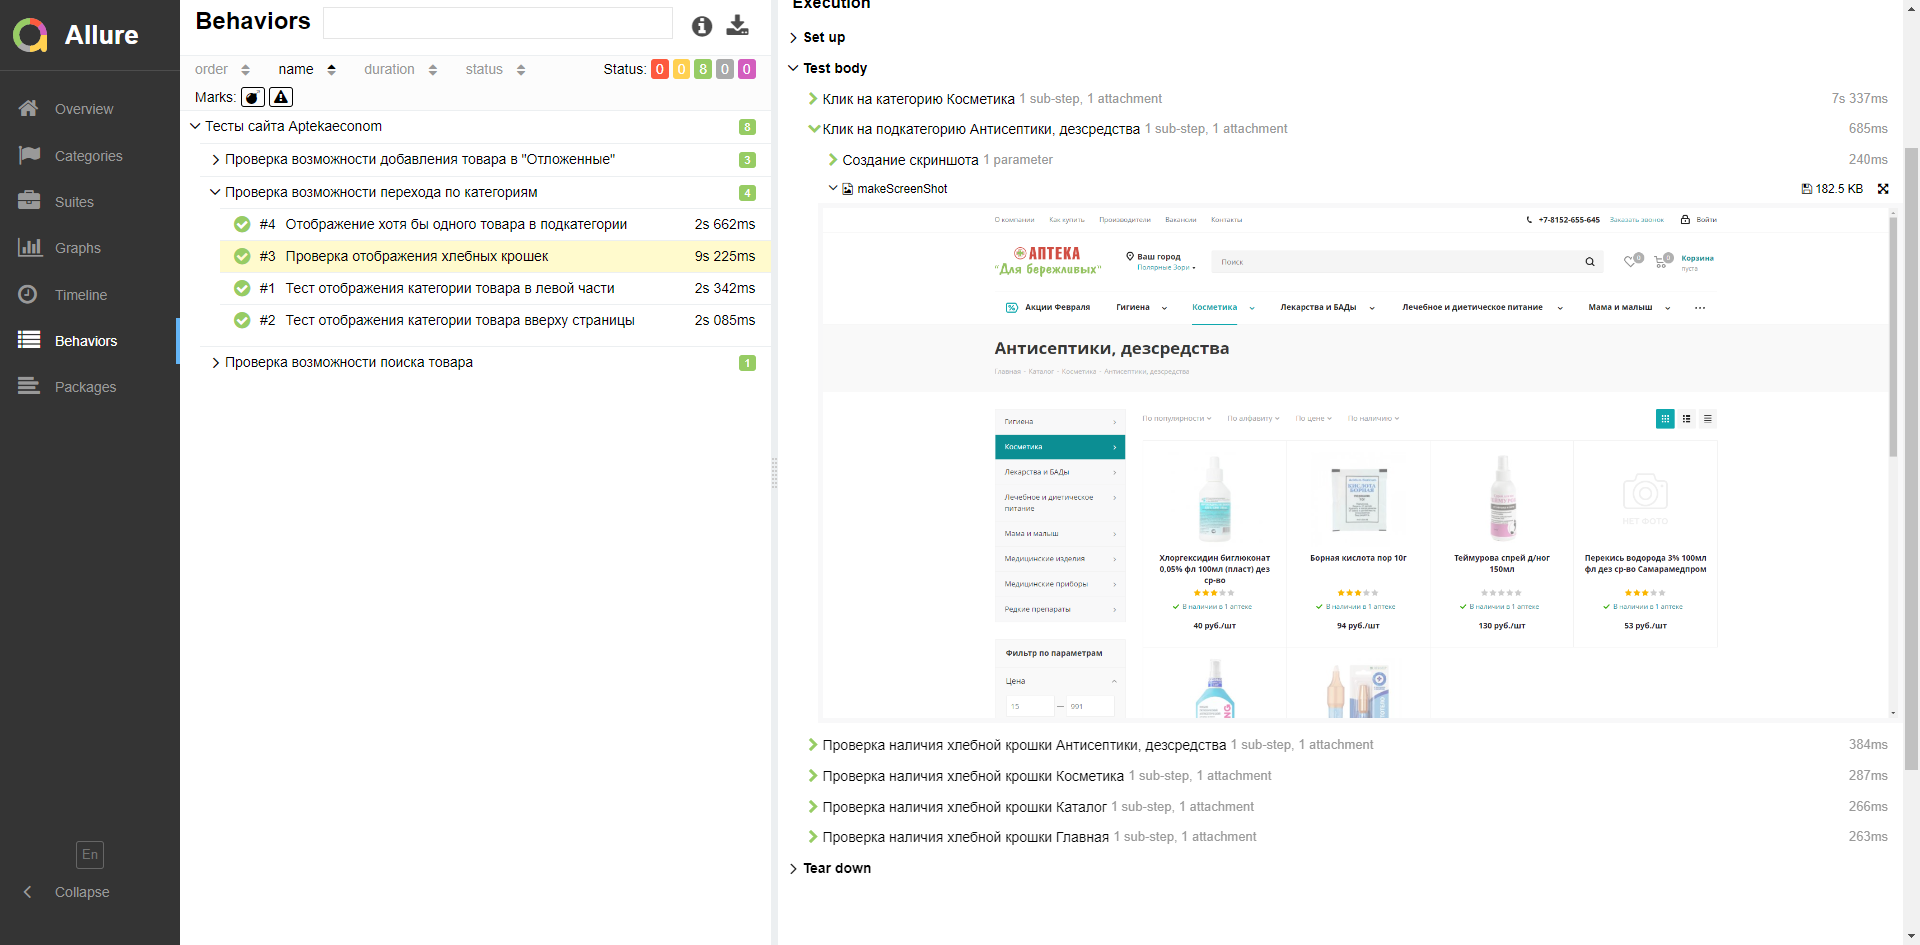 Allure
Overview
Categories
Suites
Graphs
Timeline
Behaviors
Packages
En
Collapse
Behaviors
order name duration status Status: 0 0 8 0 0
Marks:
Тесты сайта Aptekaeconom 8
Проверка возможности добавления товара в "Отложенные" 3
Проверка возможности перехода по категориям 4
#4 Отображение хотя бы одного товара в подкатегории 2s 662ms
#3 Проверка отображения хлебных крошек 9s 225ms
#1 Тест отображения категории товара в левой части 2s 342ms
#2 Тест отображения категории товара вверху страницы 2s 085ms
Проверка возможности поиска товара 1
Execution
Set up
Test body
Клик на категорию Косметика 1 sub-step, 1 attachment 7s 337ms
Клик на подкатегорию Антисептики, дезсредства 1 sub-step, 1 attachment 685ms
Создание скриншота 1 parameter 240ms
makeScreenShot 182.5 KB
О компании Как купить Производители Вакансии Контакты +7-8152-655-645 Заказать звонок Войти
АПТЕКА
"Для бережливых"
Ваш город
Полярные Зори
Поиск
0 0 Корзина
пуста
% Акции Февраля Гигиена Косметика Лекарства и БАДы Лечебное и диетическое питание Мама и малыш ...
Антисептики, дезсредства
Главная - Каталог - Косметика - Антисептики, дезсредства
Гигиена
Косметика
Лекарства и БАДы
Лечебное и диетическое
питание
Мама и малыш
Медицинские изделия
Медицинские приборы
Редкие препараты
Фильтр по параметрам
Цена
15 — 991
По популярности По алфавиту По цене По наличию
КИСЛОТА
БОРНАЯ
НЕТ ФОТО
Хлоргексидин биглюконат
0,05% фл 100мл (пласт) дез
ср-во
В наличии в 1 аптеке
40 руб./шт
Борная кислота пор 10г
В наличии в 1 аптеке
94 руб./шт
Теймурова спрей д/ног
150мл
В наличии в 1 аптеке
130 руб./шт
Перекись водорода 3% 100мл
фл дез ср-во Самарамедпром
В наличии в 1 аптеке
53 руб./шт
Проверка наличия хлебной крошки Антисептики, дезсредства 1 sub-step, 1 attachment 384ms
Проверка наличия хлебной крошки Косметика 1 sub-step, 1 attachment 287ms
Проверка наличия хлебной крошки Каталог 1 sub-step, 1 attachment 266ms
Проверка наличия хлебной крошки Главная 1 sub-step, 1 attachment 263ms
Tear down